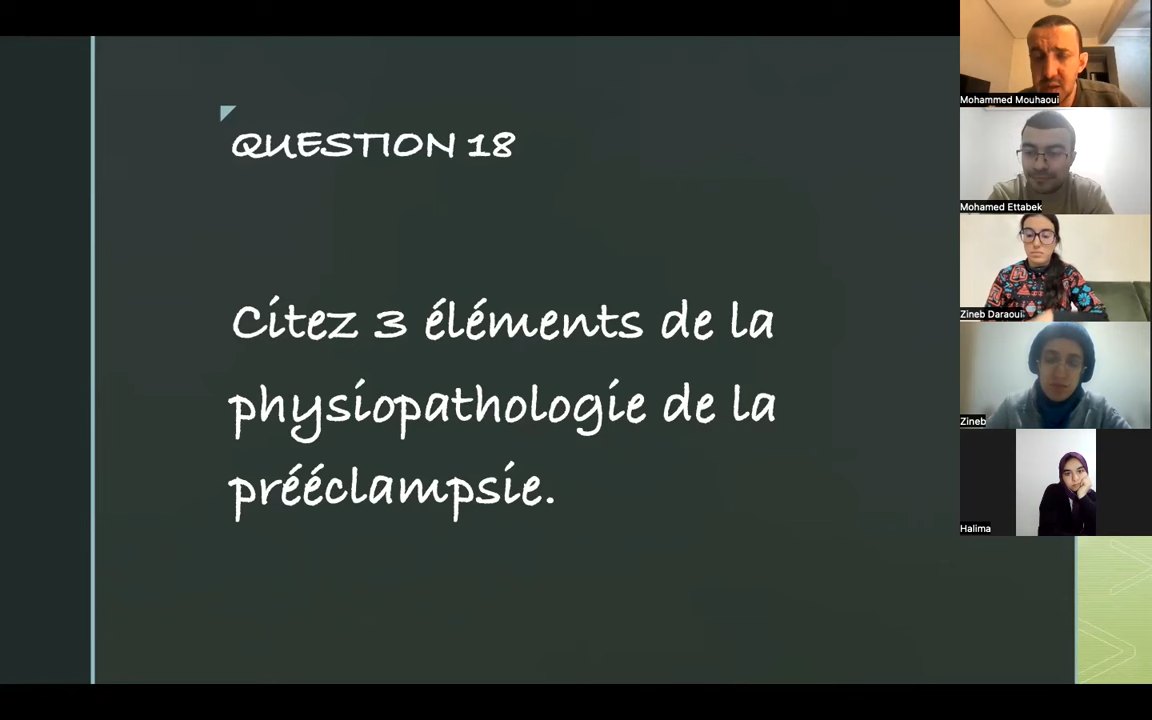 QUESTION 18
Citez 3 éléments de la
physiopathologie de la
prééclampsie.
Mohammed Mouhaoui
Mohamed Ettabek
Zineb Daraoui
Zineb
Halima